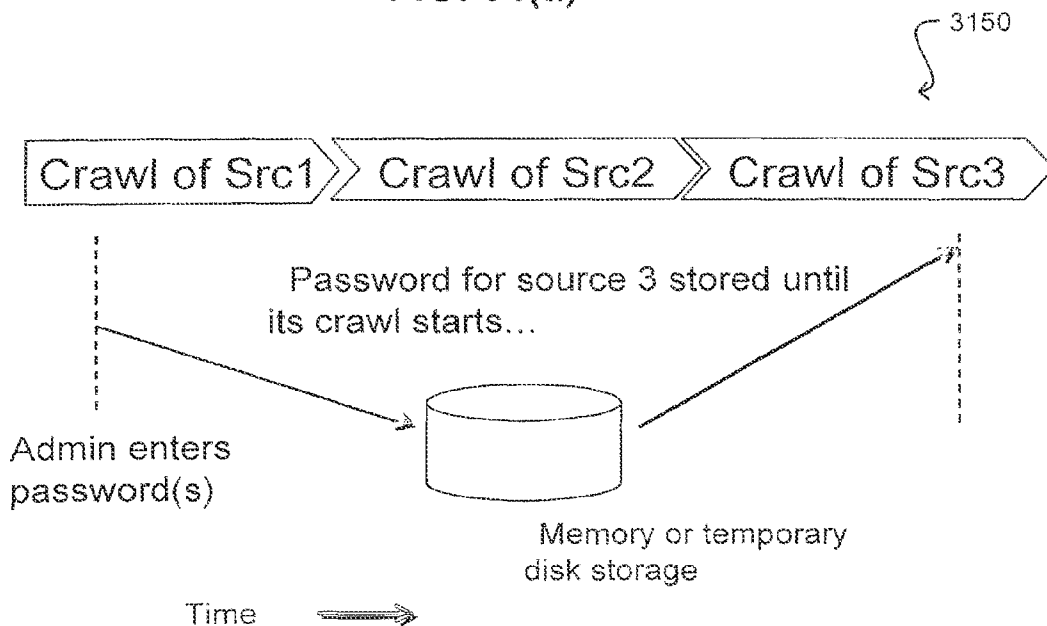 3150
Crawl of Src1
Crawl of Src2
Crawl of Src3
Password for source 3 stored until
its crawl starts...
Admin enters
password(s)
Memory or temporary
disk storage
Time